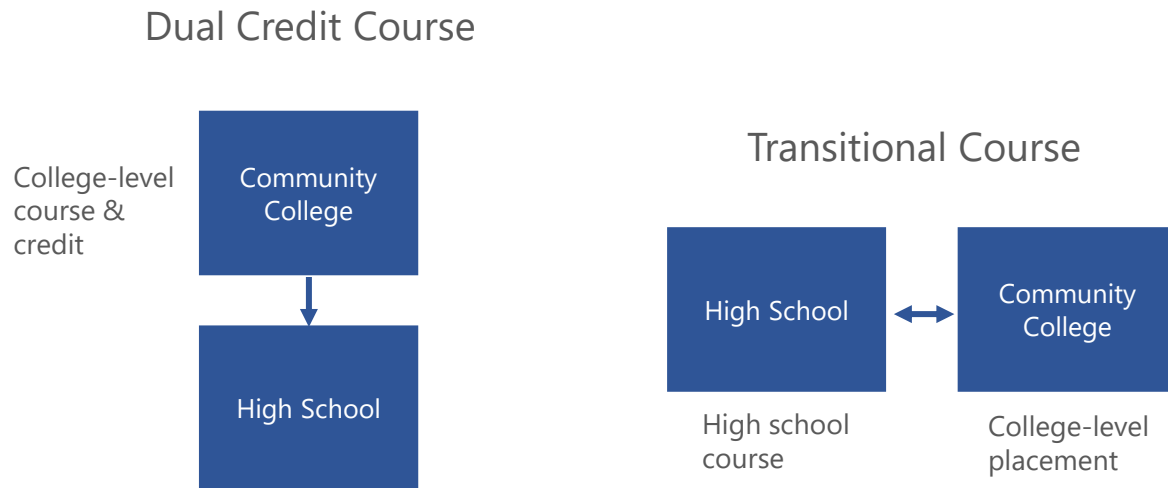 Dual Credit Course
College-level
course &
credit
Community
College
High School
Transitional Course
High School
Community
College
High school
course
College-level
placement